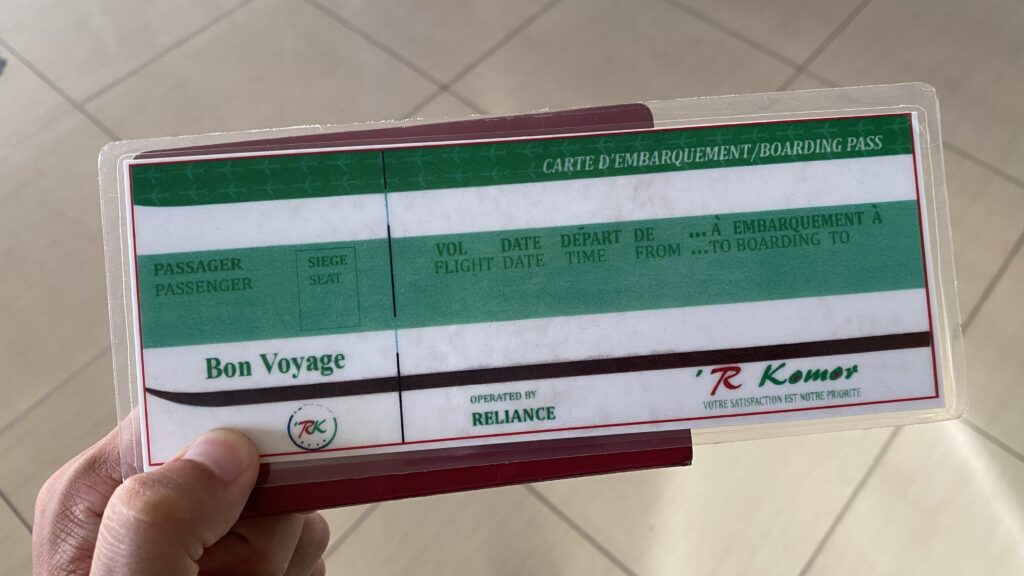 CARTE D'EMBARQUEMENT/BOARDING PASS
PASSAGER
PASSENGER
SIEGE
SEAT
VOL DATE DÉPART DE ...À EMBARQUEMENT À
FLIGHT DATE TIME FROM ...TO BOARDING TO
Bon Voyage
'RK
OPERATED BY
RELIANCE
'R Komor
VOTRE SATISFACTION EST NOTRE PRIORITE